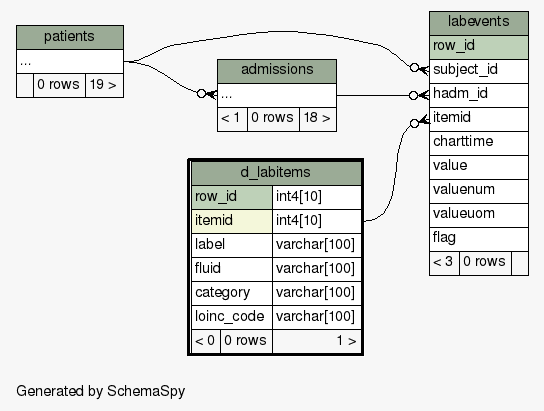 patients
...
0 rows 19 >
admissions
...
< 1 0 rows 18 >
labevents
row_id
subject_id
hadm_id
itemid
charttime
value
valuenum
valueuom
flag
< 3 0 rows
d_labitems
row_id int4[10]
itemid int4[10]
label varchar[100]
fluid varchar[100]
category varchar[100]
loinc_code varchar[100]
< 0 0 rows 1 >
Generated by SchemaSpy